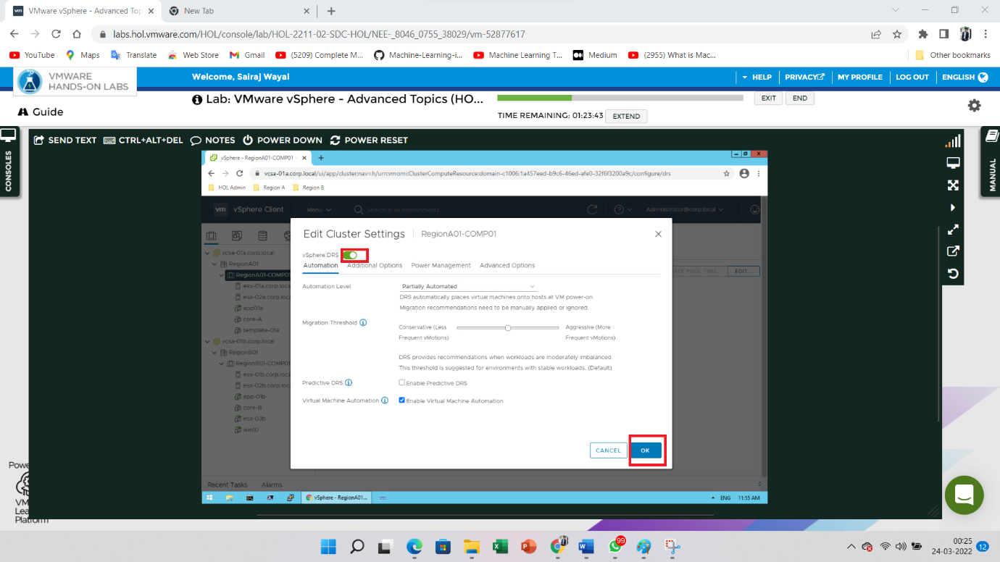 VMware vSphere - Advanced Top
New Tab
labs.hol.vmware.com/HOL/console/lab/HOL-2211-02-SDC-HOL/NEE-_8046_0755_38029/vm-52877617
YouTube
Maps
Translate
Web Store
Gmail
(5209) Complete M...
Machine-Learning-i...
Machine Learning T...
Medium
(2955) What is Mac...
Other bookmarks
VMWARE
HANDS-ON LABS
Welcome, Sairaj Wayal
HELP
PRIVACY
MY PROFILE
LOG OUT
ENGLISH
Lab: VMware vSphere - Advanced Topics (HO...
EXIT
END
Guide
TIME REMAINING: 01:23:43
EXTEND
CONSOLES
SEND TEXT
CTRL+ALT+DEL
NOTES
POWER DOWN
POWER RESET
MANUAL
vSphere - RegionA01-COMP01 -
vcsa-01a.corp.local/ui/app/cluster;nav=h/urn:vmomi:ClusterComputeResource:domain-c1006:1a457eed-b9c6-46ed-afe0-32f6f3200a9c/configure/drs
HOL Admin
Region A
Region B
vm
vSphere Client
Menu
Search in all environments
Administrator@corp.local
vcsa-01a.corp.local
RegionA01
RegionA01-COMP01
esx-01a.corp.loca
esx-02a.corp.loca
app01a
core-A
template-01a
vcsa-01b.corp.local
RegionB01
RegionB01-COMP0
esx-01b.corp.loca
esx-02b.corp.loca
app-01b
core-B
esx-03b
win10
POOL TREE...
EDIT...
Edit Cluster Settings
RegionA01-COMP01
vSphere DRS
Automation
Additional Options
Power Management
Advanced Options
Automation Level
Partially Automated
DRS automatically places virtual machines onto hosts at VM power-on.
Migration recommendations need to be manually applied or ignored.
Migration Threshold
Conservative (Less
Frequent vMotions)
Aggressive (More
Frequent vMotions)
DRS provides recommendations when workloads are moderately imbalanced.
This threshold is suggested for environments with stable workloads. (Default)
Predictive DRS
Enable Predictive DRS
Virtual Machine Automation
Enable Virtual Machine Automation
CANCEL
OK
Recent Tasks
Alarms
vSphere - RegionA01...
ENG
11:55 AM
Powe
VM
Lea
Platform
99
00:25
24-03-2022
12